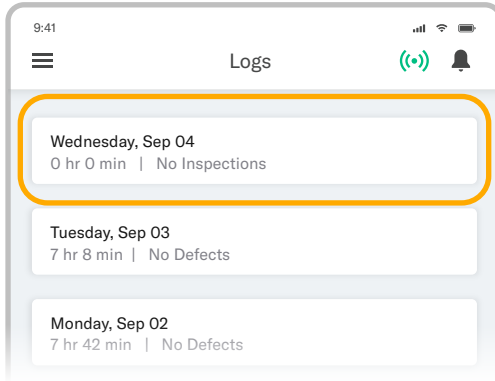 9:41
Logs
Wednesday, Sep 04
0 hr 0 min | No Inspections
Tuesday, Sep 03
7 hr 8 min | No Defects
Monday, Sep 02
7 hr 42 min | No Defects